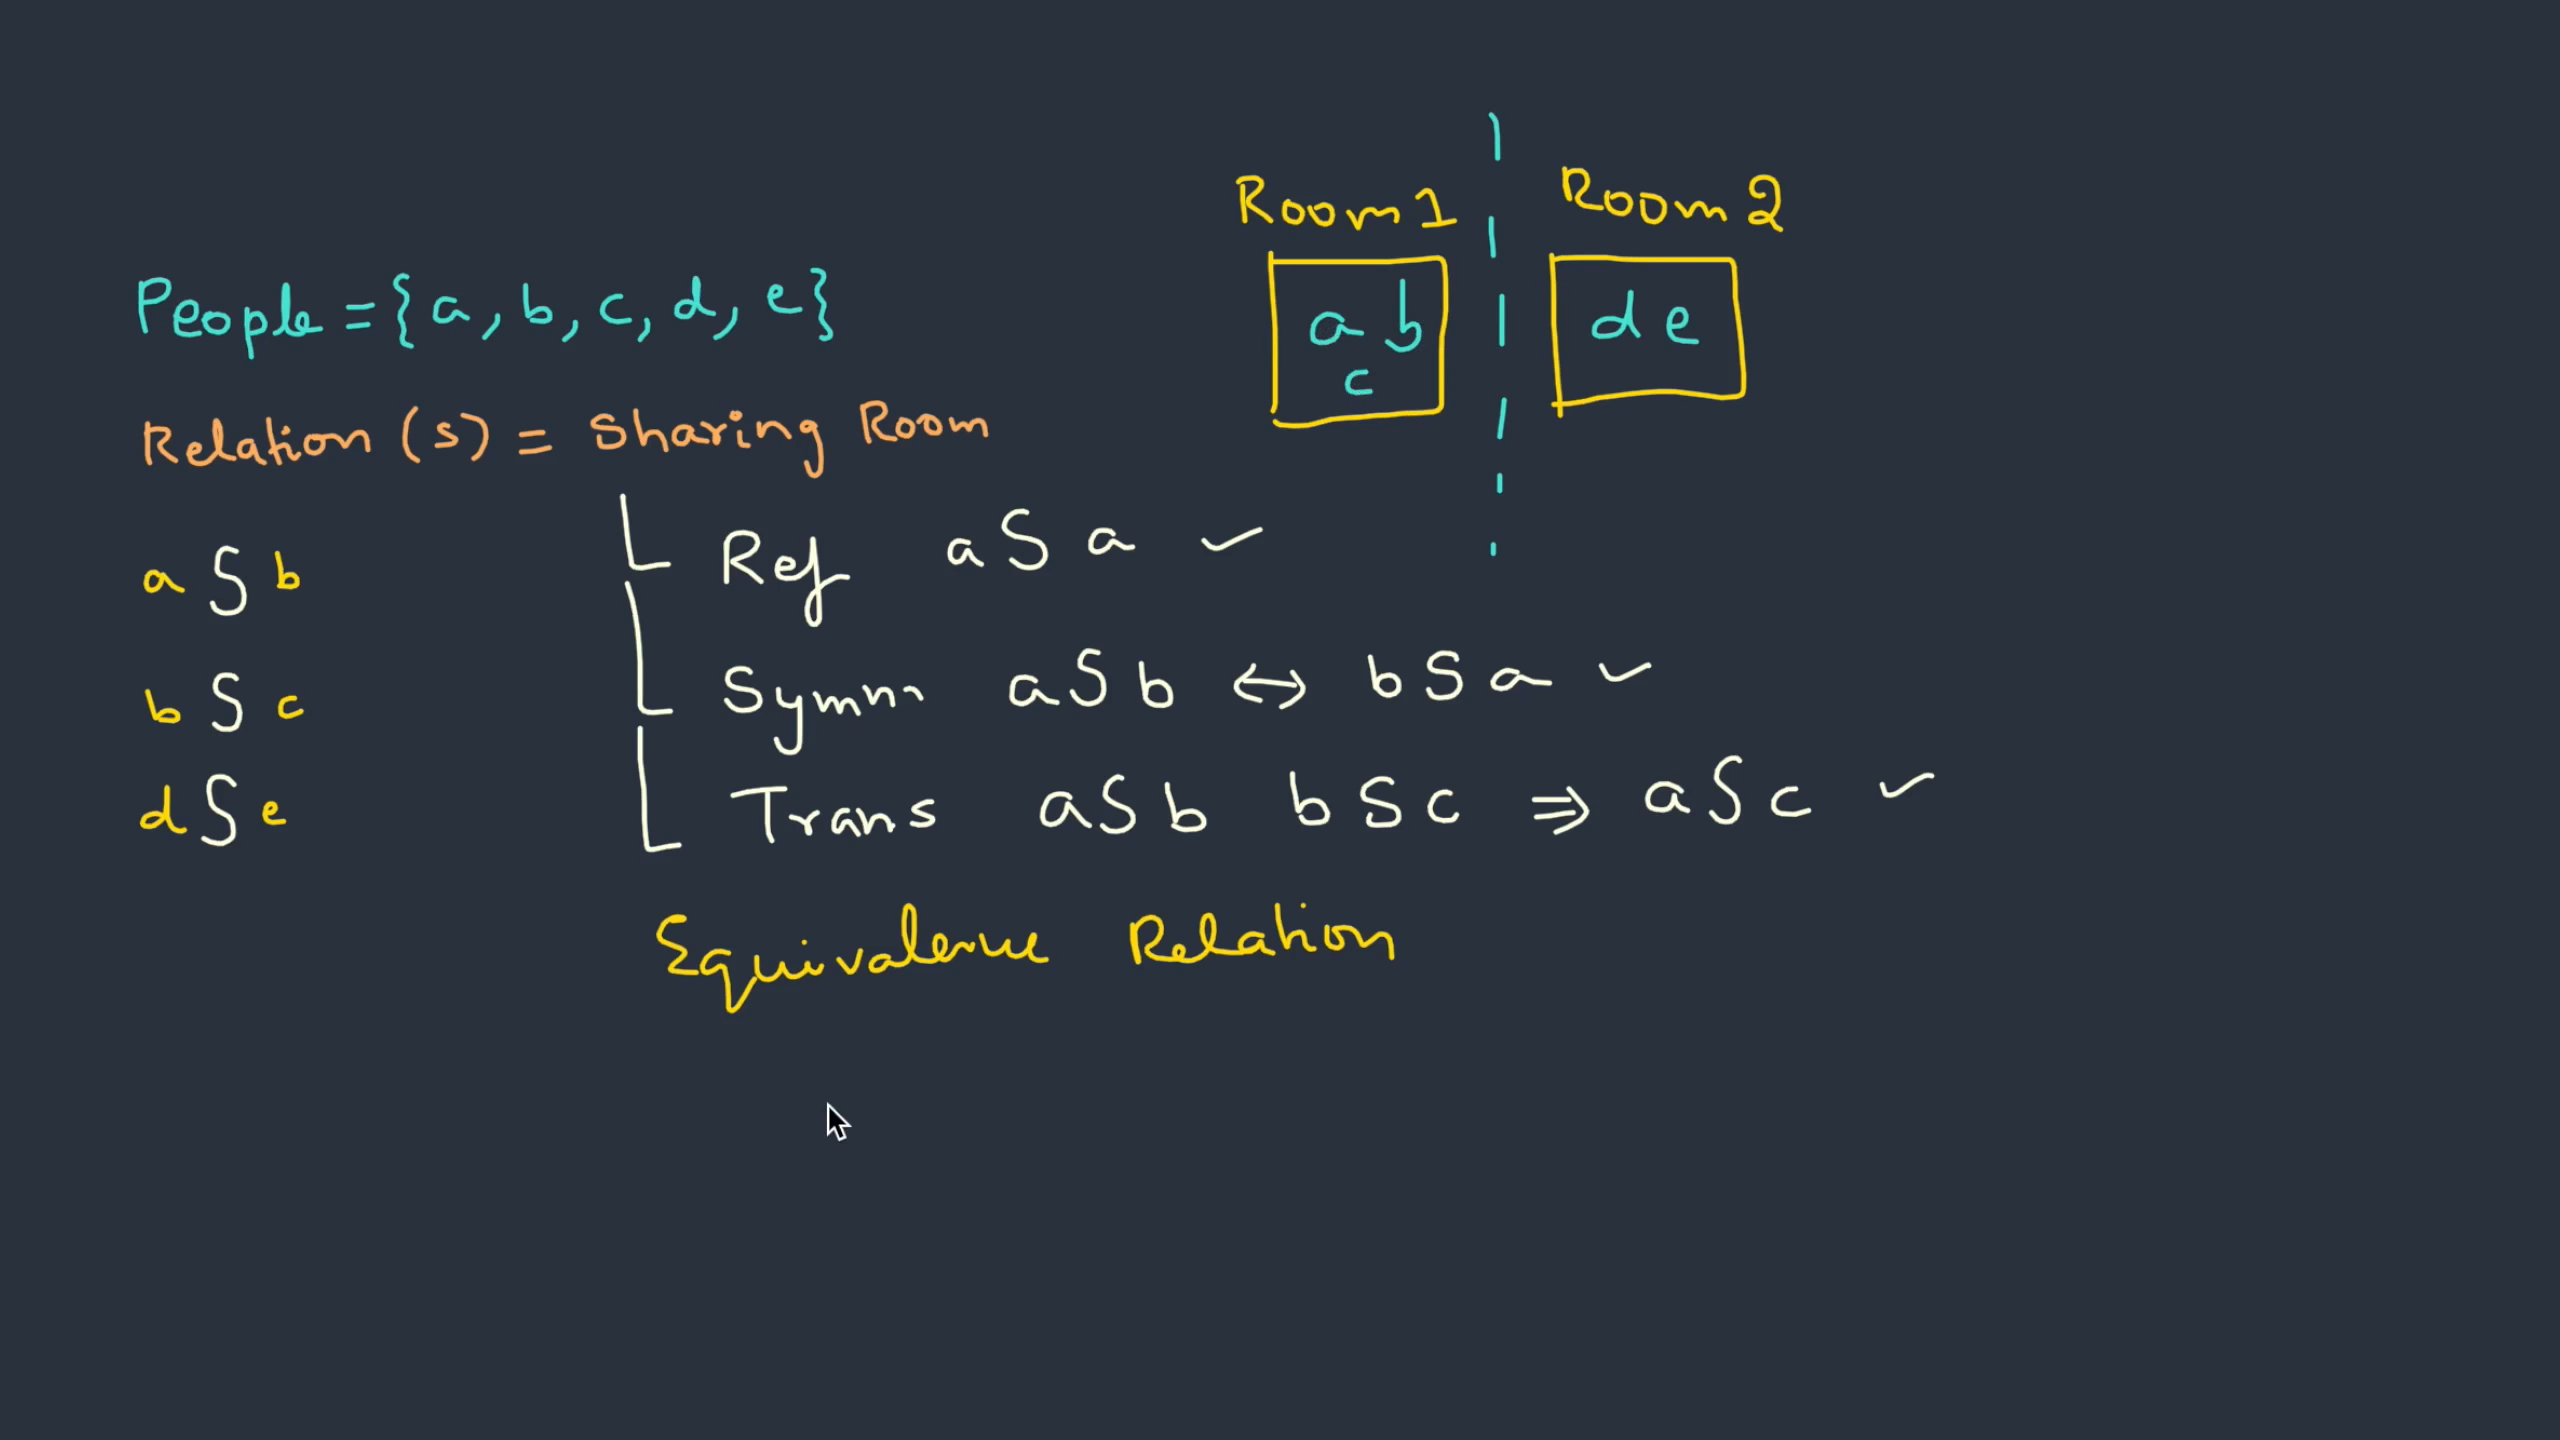 Room 1 Room 2
a b d e
c
People = {a, b, c, d, e}
Relation (s) = Sharing Room
a S b
b S c
d S e
Ref a S a ✓
Symm a S b ↔ b S a ✓
Trans a S b b S c ⇒ a S c ✓
Equivalence Relation